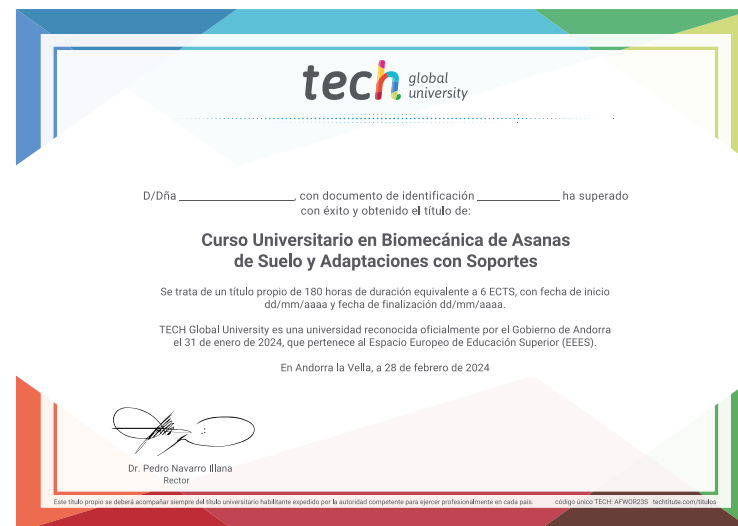 tech global university
D/Dña ____________________, con documento de identificación ______________ ha superado
con éxito y obtenido el título de:
Curso Universitario en Biomecánica de Asanas
de Suelo y Adaptaciones con Soportes
Se trata de un título propio de 180 horas de duración equivalente a 6 ECTS, con fecha de inicio
dd/mm/aaaa y fecha de finalización dd/mm/aaaa.
TECH Global University es una universidad reconocida oficialmente por el Gobierno de Andorra
el 31 de enero de 2024, que pertenece al Espacio Europeo de Educación Superior (EEES).
En Andorra la Vella, a 28 de febrero de 2024
Dr. Pedro Navarro Illana
Rector
Este título propio se deberá acompañar siempre del título universitario habilitante expedido por la autoridad competente para ejercer profesionalmente en cada país. código único TECH: AFWOR23S techtitute.com/titulos